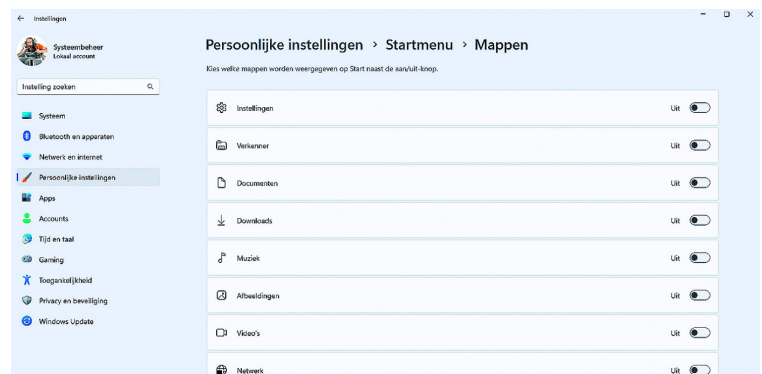 Instellingen
Systeembeheer
Lokaal account
Instelling zoeken
Systeem
Bluetooth en apparaten
Netwerk en internet
Persoonlijke instellingen
Apps
Accounts
Tijd en taal
Gaming
Toegankelijkheid
Privacy en beveiliging
Windows Update
Persoonlijke instellingen > Startmenu > Mappen
Kies welke mappen worden weergegeven op Start naast de aan/uit-knop.
Instellingen Uit
Verkenner Uit
Documenten Uit
Downloads Uit
Muziek Uit
Afbeeldingen Uit
Video's Uit
Netwerk Uit